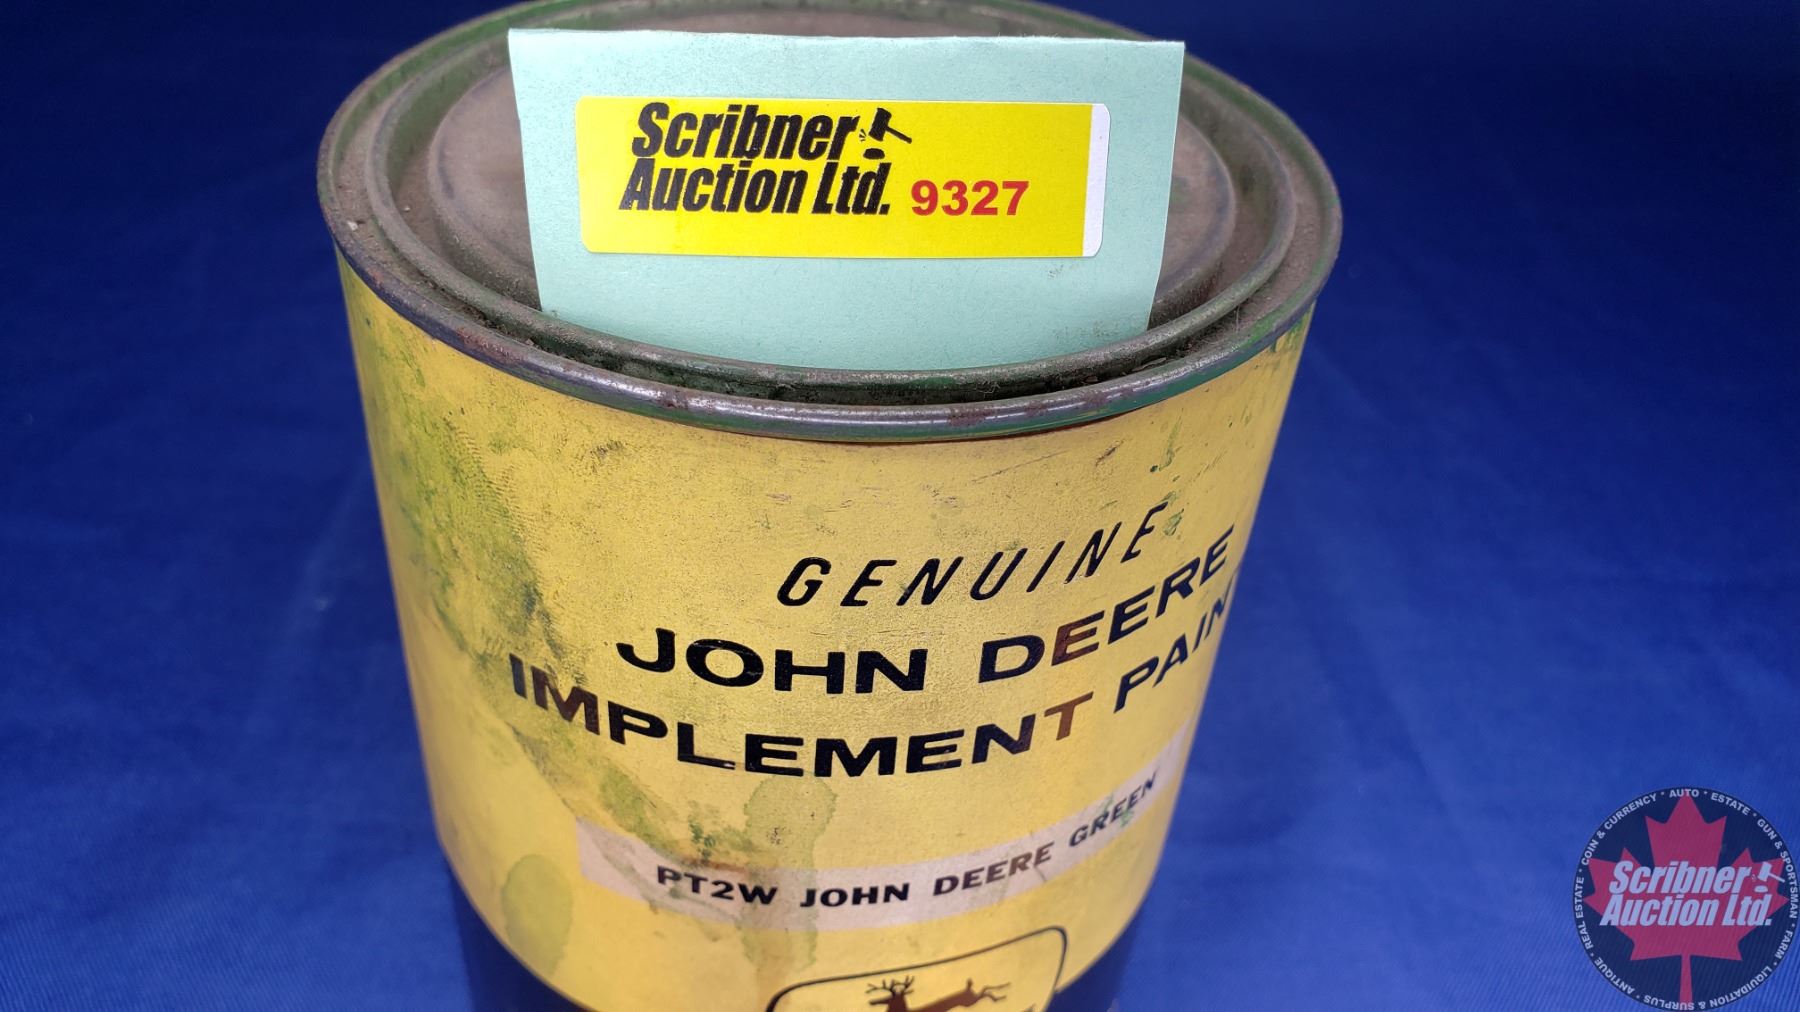 Scribner
Auction Ltd. 9327
GENUINE
JOHN DEERE
IMPLEMENT PAINT
PT2W JOHN DEERE GREEN
COIN & CURRENCY * AUTO * ESTATE * GUN & SPORTSMAN * FARM * LIQUIDATION & SURPLUS * ANTIQUE * REAL ESTATE *
Scribner
Auction Ltd.